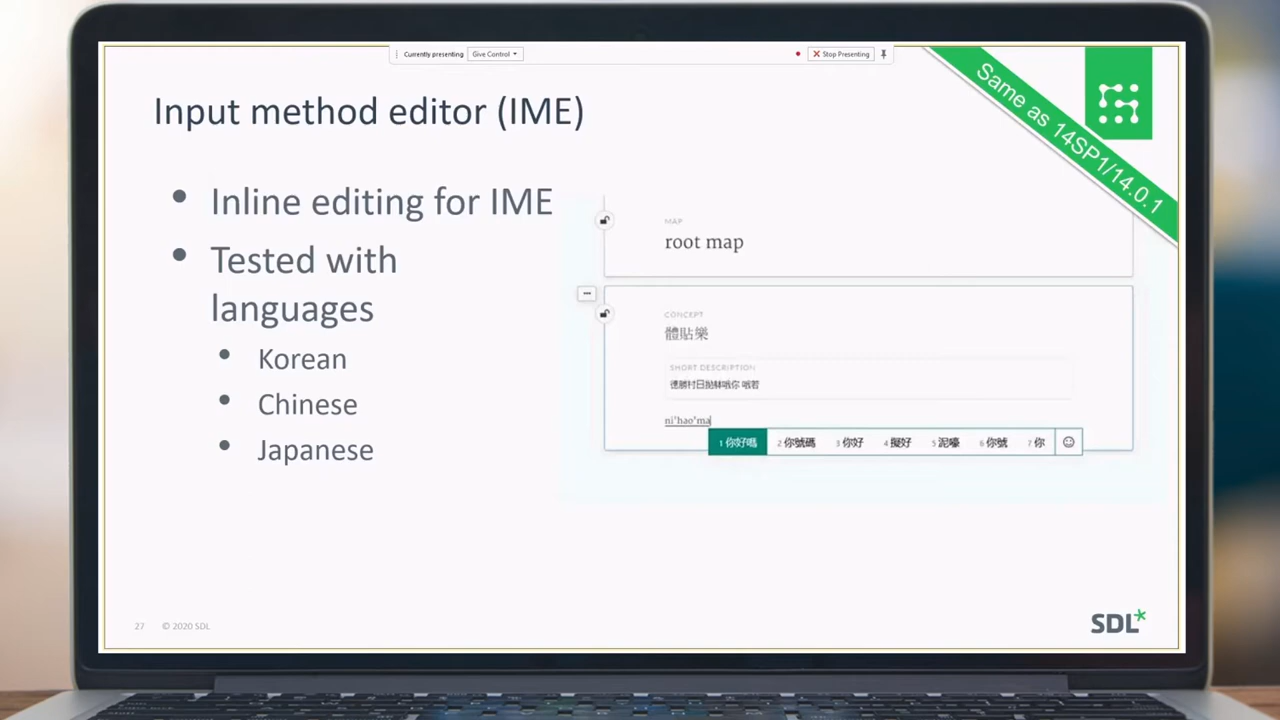 Currently presenting Give Control Stop Presenting
Input method editor (IME)
Same as 14SP1/14.0.1
• Inline editing for IME
• Tested with
languages
• Korean
• Chinese
• Japanese
MAP
root map
CONCEPT
體貼樂
SHORT DESCRIPTION
ni'hao'ma
1 你好嗎 2 你號碼 3 你好 4 擬好 5 泥嚎 6 你號 7 你
27 © 2020 SDL
SDL*